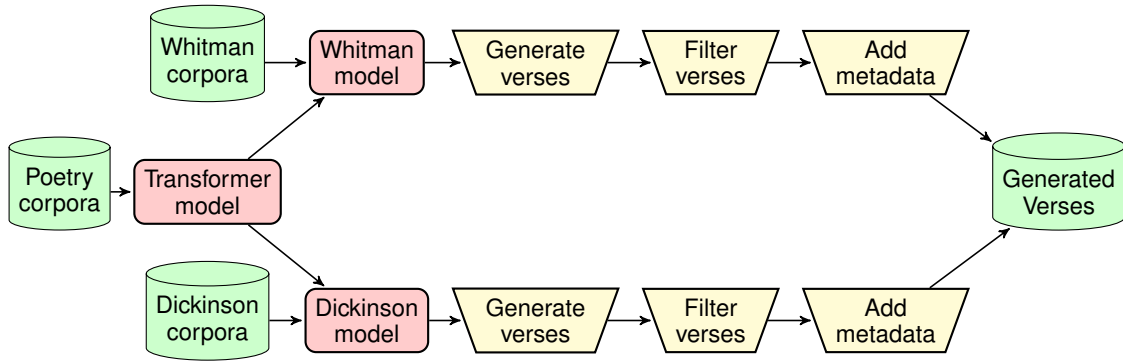 Whitman
corpora
Whitman
model
Generate
verses
Filter
verses
Add
metadata
Poetry
corpora
Transformer
model
Generated
Verses
Dickinson
corpora
Dickinson
model
Generate
verses
Filter
verses
Add
metadata